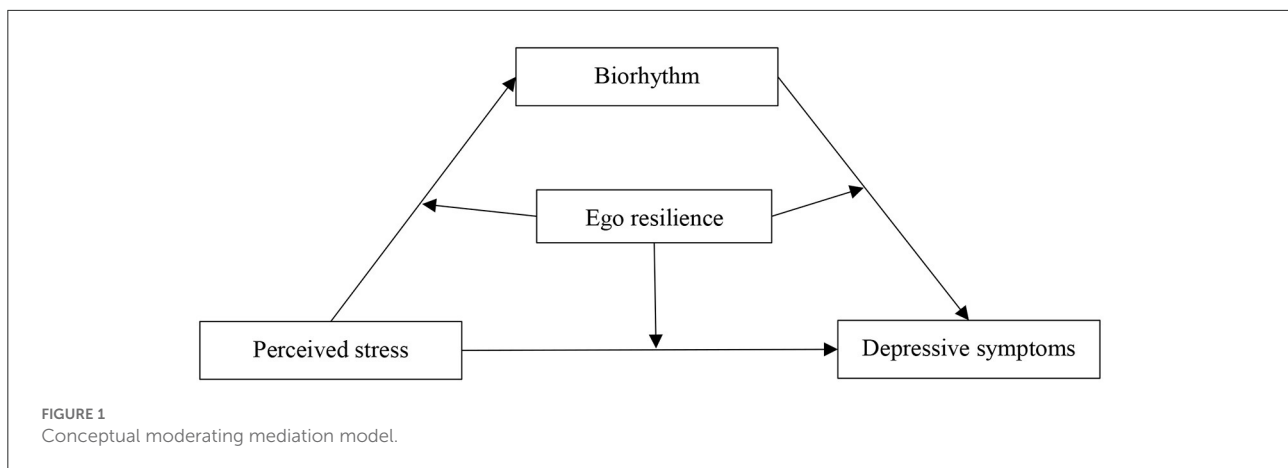 Biorhythm
Ego resilience
Perceived stress
Depressive symptoms
FIGURE 1
Conceptual moderating mediation model.